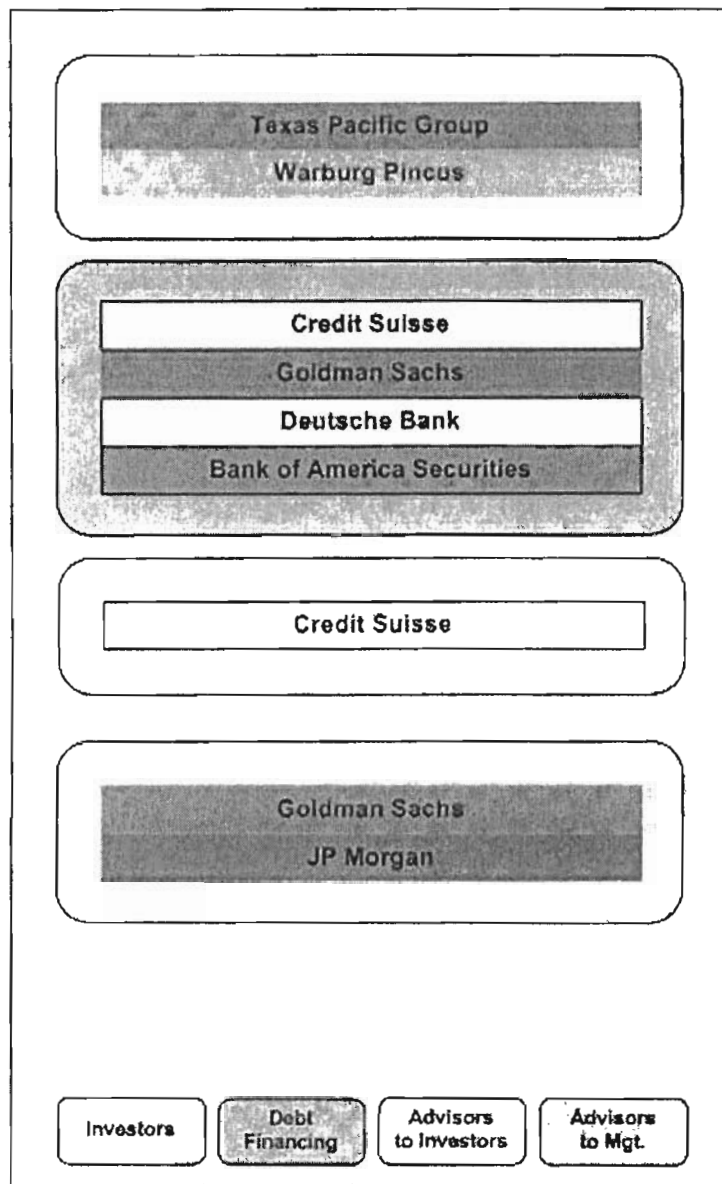 Texas Pacific Group
Warburg Pincus
Credit Suisse
Goldman Sachs
Deutsche Bank
Bank of America Securities
Credit Suisse
Goldman Sachs
JP Morgan
Investors
Debt
Financing
Advisors
to Investors
Advisors
to Mgt.